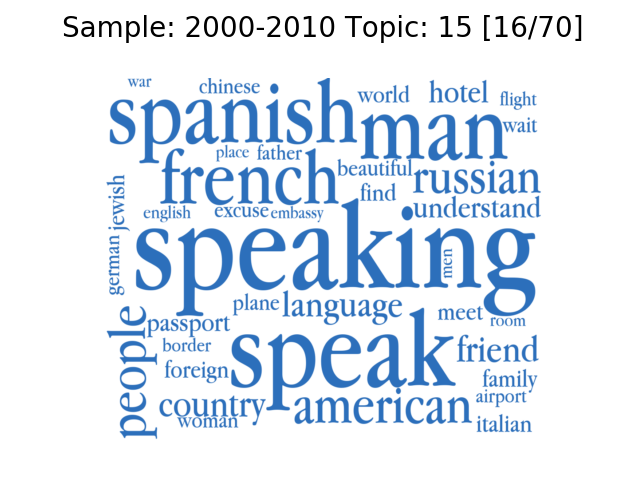 Sample: 2000-2010 Topic: 15 [16/70]
war chinese world hotel flight
spanish man wait
place father
french beautiful russian
find
jewish english excuse embassy understand
german speaking men
plane language meet room
people passport
border speak friend
foreign family
country american airport
woman italian